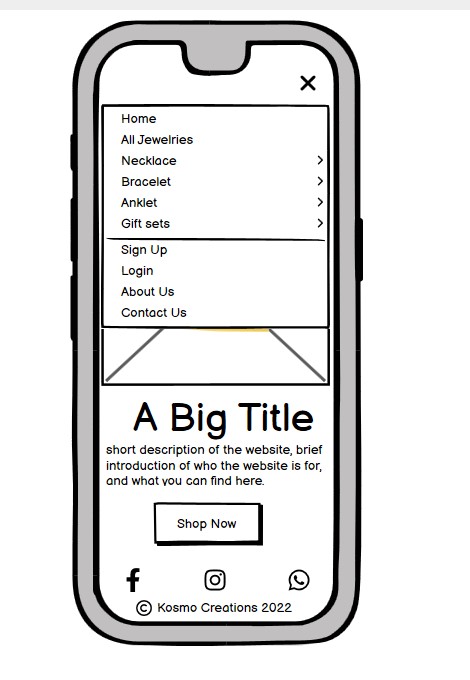 Home
All Jewelries
Necklace
Bracelet
Anklet
Gift sets
Sign Up
Login
About Us
Contact Us
A Big Title
short description of the website, brief
introduction of who the website is for,
and what you can find here.
Shop Now
© Kosmo Creations 2022